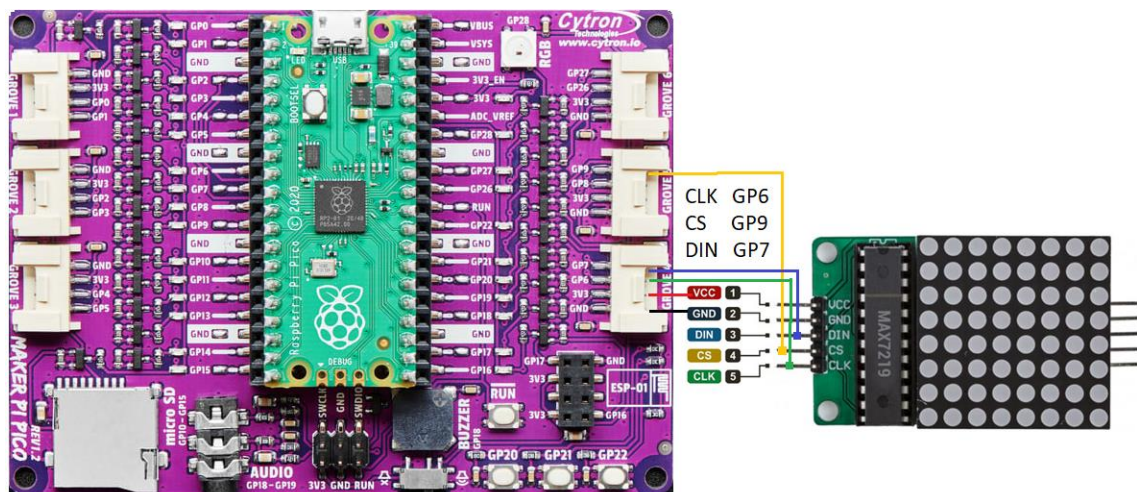 Cytron
Technologies
www.cytron.io
GP28
RGB
GP0
GP1
GND
GP2
GP3
GP4
GP5
GND
GP6
GP7
GP8
GP9
GND
GP10
GP11
GP12
GP13
GND
GP14
GP15
VBUS
VSYS
GND
3V3_EN
3V3
ADC_VREF
GP28
GND
GP27
GP26
RUN
GP22
GND
GP21
GP20
GP19
GP18
GND
GP17
GP16
LED
USB
BOOTSEL
Raspberry Pi Pico © 2020
DEBUG
SWCLK
GND
SWDIO
GROVE 1
GND
3V3
GP0
GP1
GROVE 2
GND
3V3
GP2
GP3
GROVE 3
GND
3V3
GP4
GP5
GROVE 6
GP27
GP26
3V3
GND
GROVE
GP9
GP8
3V3
GND
GROVE
GP7
GP6
3V3
GND
MAKER PI PICO
REV1.2
micro SD
GP10-GP15
AUDIO
GP18-GP19
3V3 GND RUN
BUZZER
GP18
RUN
GP17
GND
3V3
3V3
GP16
ESP-01
GP20
GP21
GP22
CLK GP6
CS GP9
DIN GP7
VCC 1
GND 2
DIN 3
CS 4
CLK 5
VCC
GND
DIN
CS
CLK
MAX7219